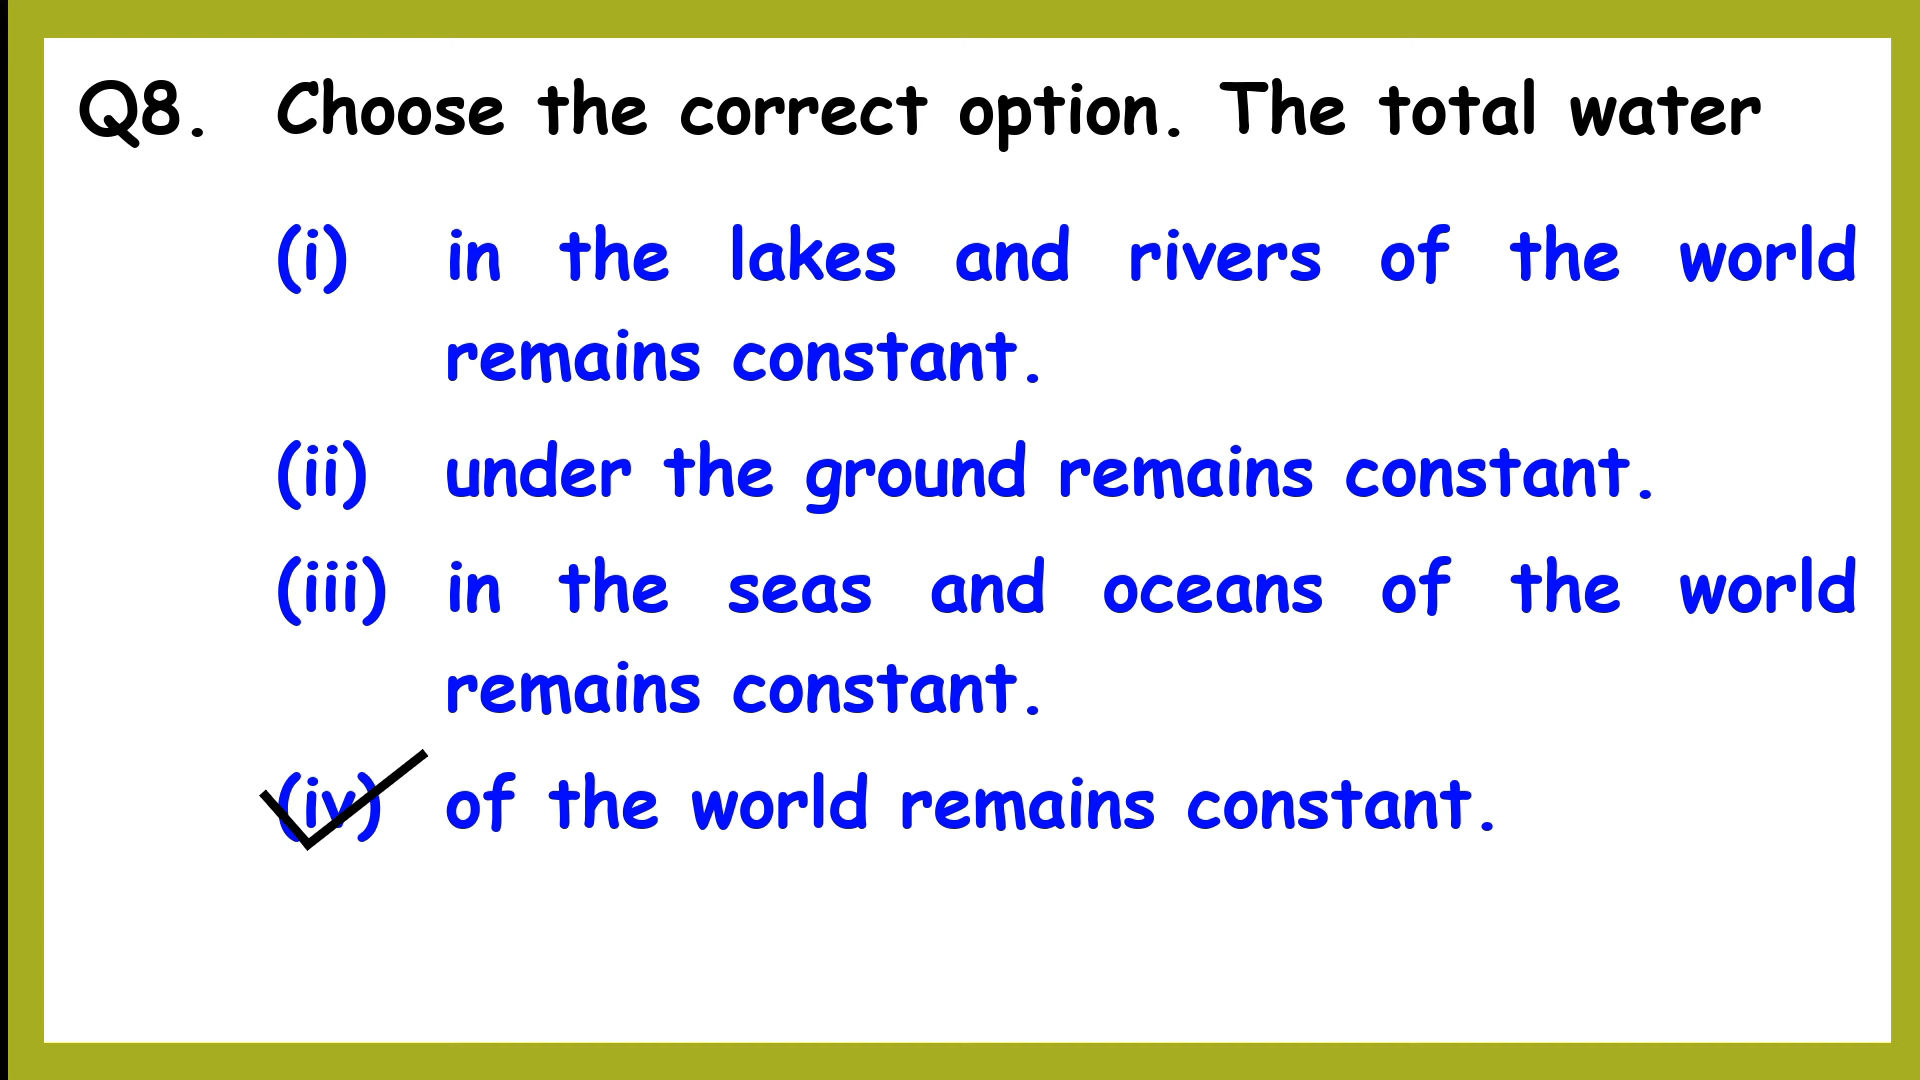 Q8. Choose the correct option. The total water
(i) in the lakes and rivers of the world
remains constant.
(ii) under the ground remains constant.
(iii) in the seas and oceans of the world
remains constant.
(iv) of the world remains constant.